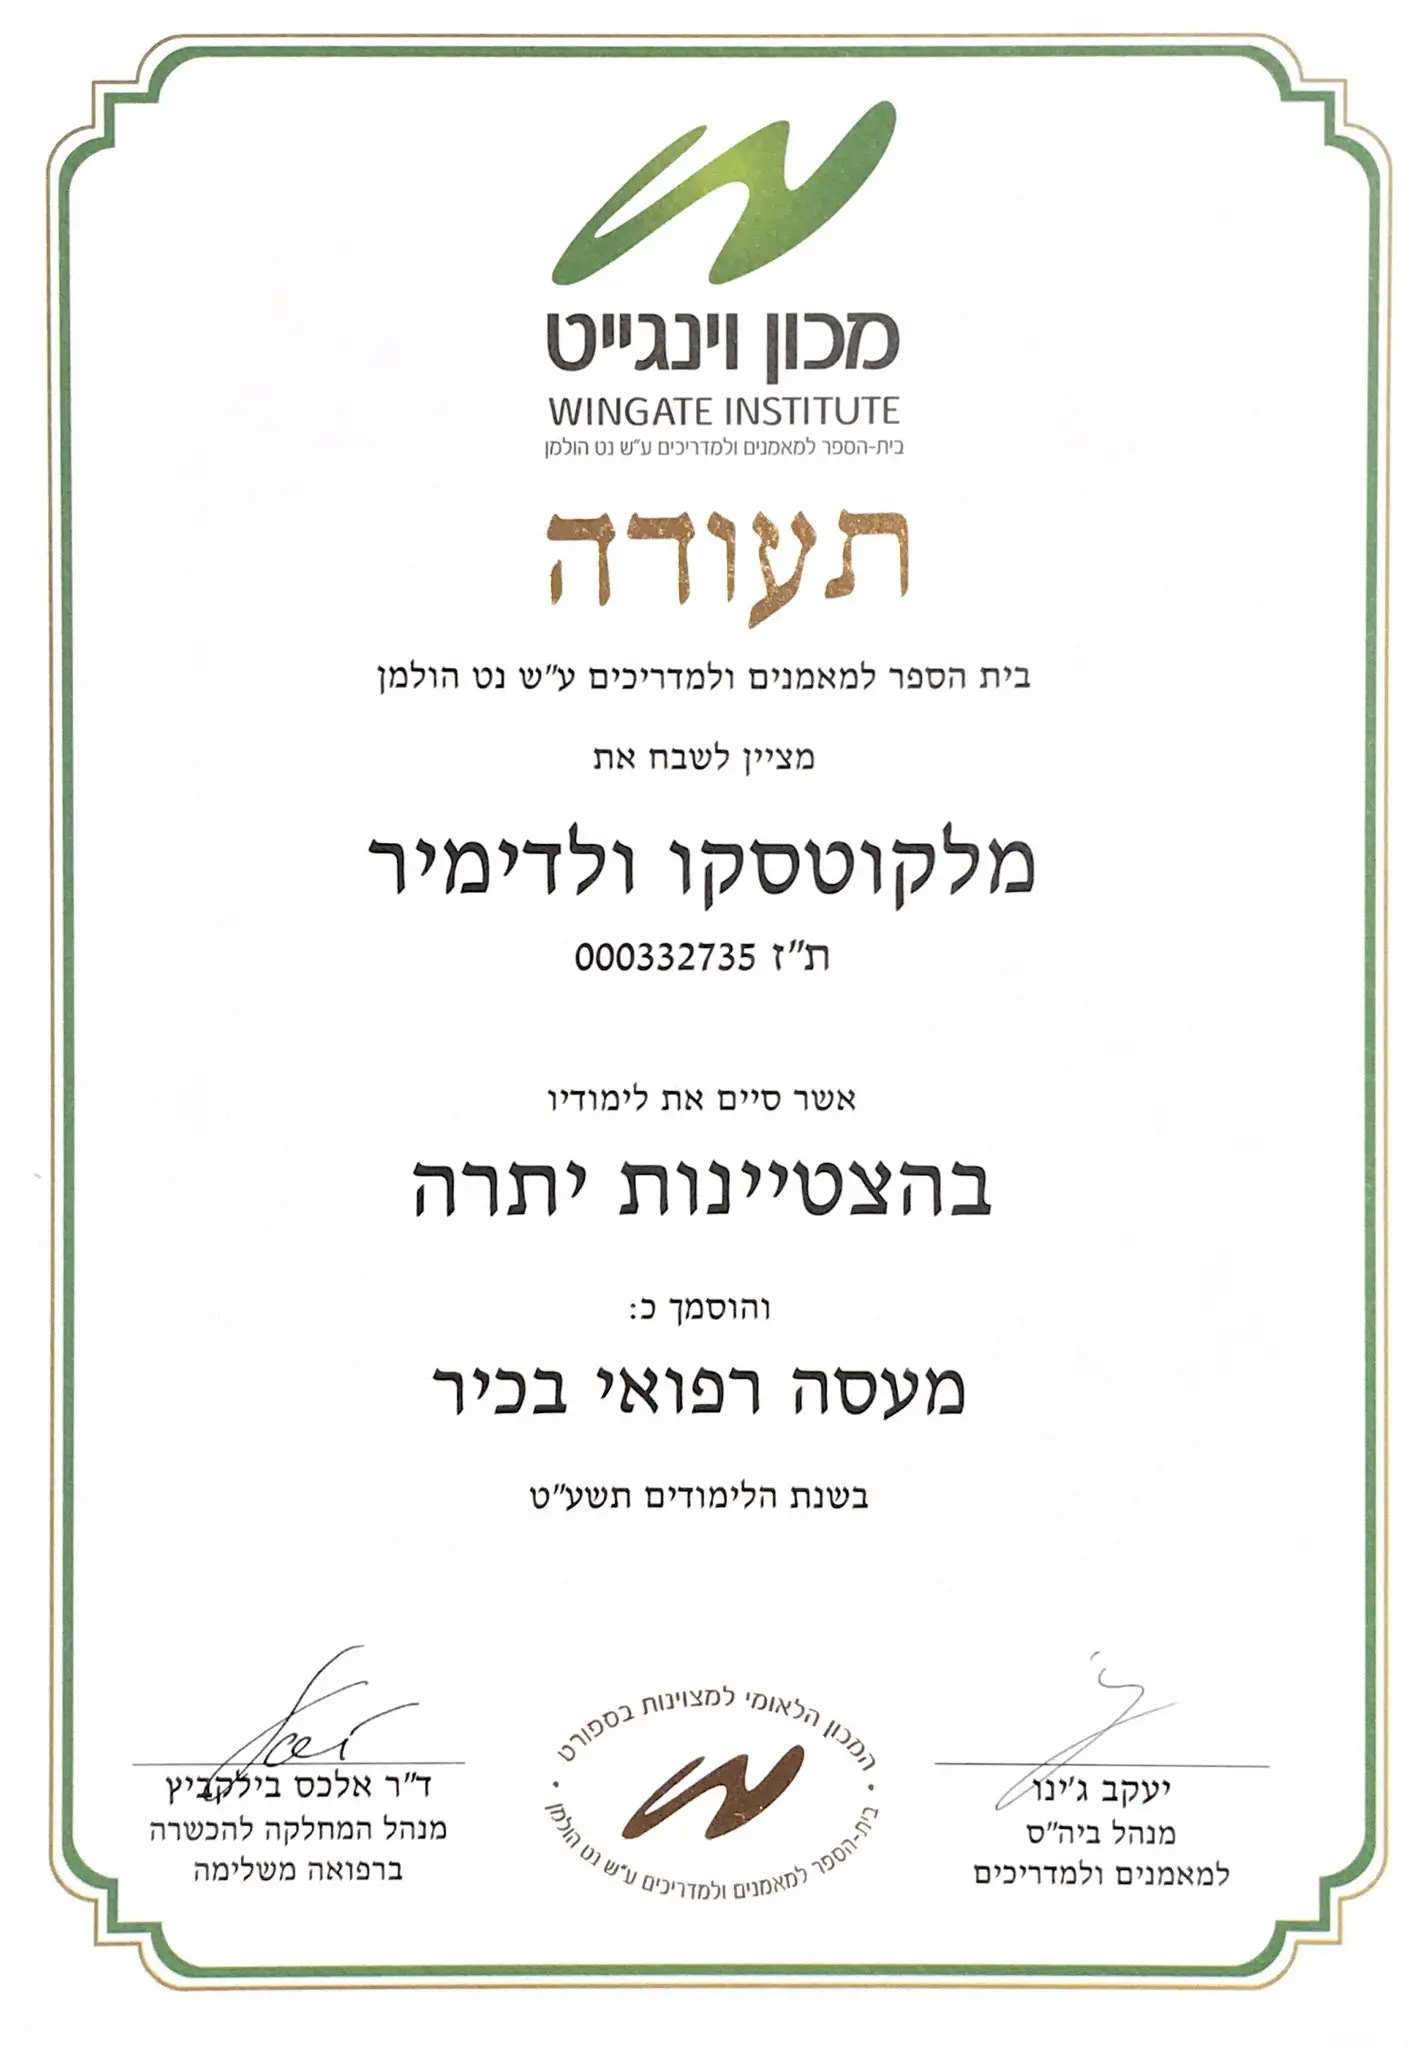 מכון וינגייט
WINGATE INSTITUTE
בית-הספר למאמנים ולמדריכים ע"ש נט הולמן
תעודה
בית הספר למאמנים ולמדריכים ע"ש נט הולמן
מציין לשבח את
מלקוטסקו ולדימיר
ת"ז 000332735
אשר סיים את לימודיו
בהצטיינות יתרה
והוסמך כ:
מעסה רפואי בכיר
בשנת הלימודים תשע"ט
יעקב ג'ינו
מנהל ביה"ס
למאמנים ולמדריכים
המכון הלאומי למצוינות בספורט
בית-הספר למאמנים ולמדריכים ע"ש נט הולמן
ד"ר אלכס בילקביץ
מנהל המחלקה להכשרה
ברפואה משלימה